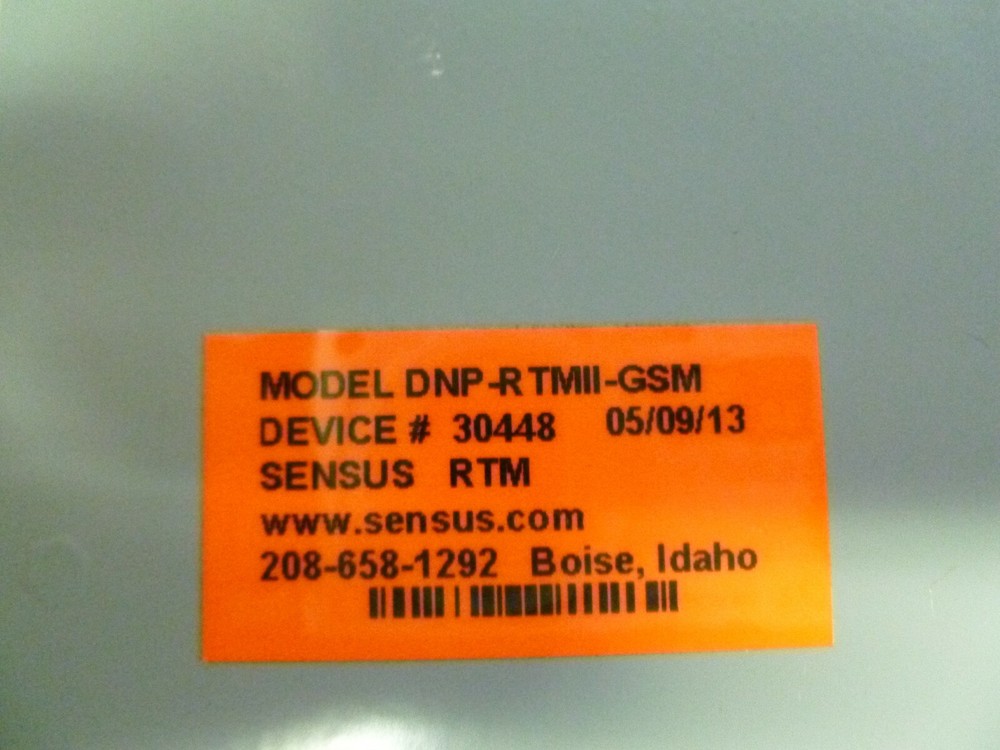 MODEL DNP-RTMII-GSM
DEVICE # 30448 05/09/13
SENSUS RTM
www.sensus.com
208-658-1292 Boise, Idaho